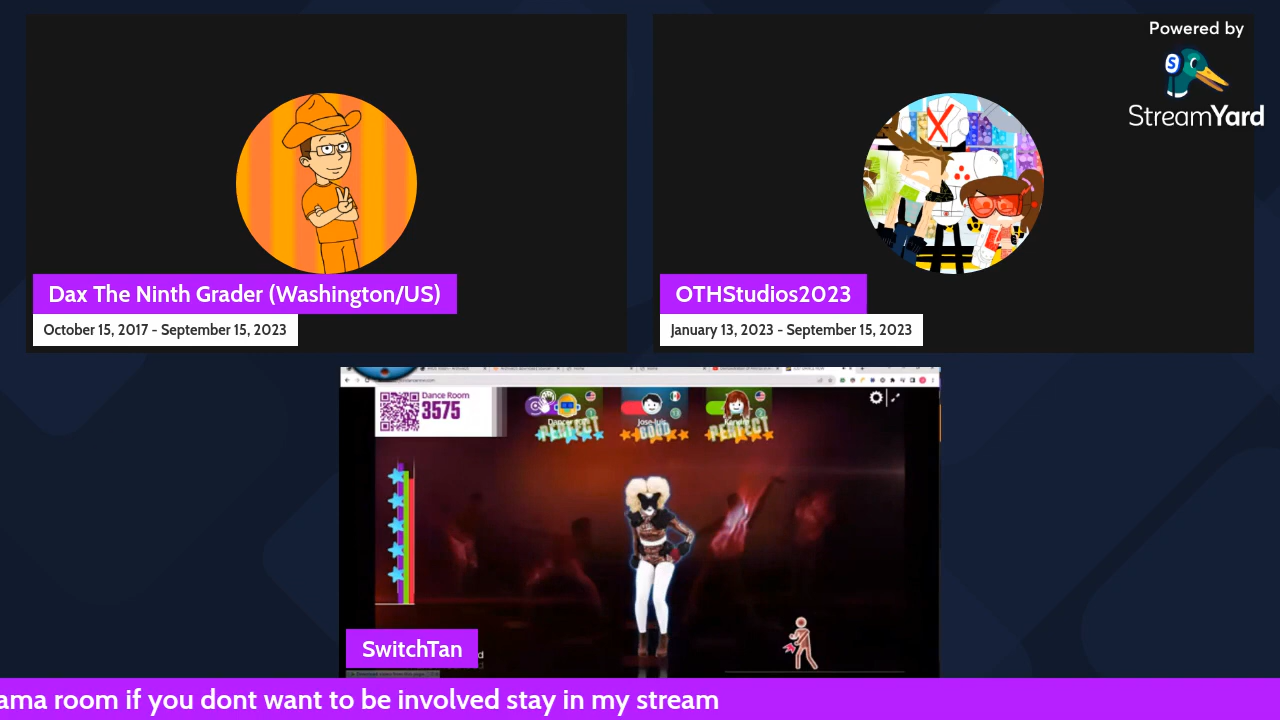 Powered by
StreamYard
Dax The Ninth Grader (Washington/US)
October 15, 2017 - September 15, 2023
OTHStudios2023
January 13, 2023 - September 15, 2023
Dance Room
3575
PERFECT
GOOD
PERFECT
SwitchTan
ama room if you dont want to be involved stay in my stream